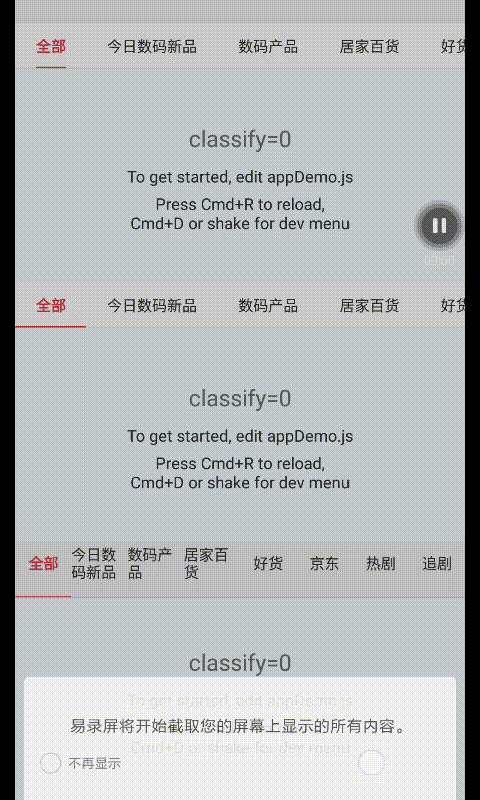 全部 今日数码新品 数码产品 居家百货 好货
classify=0
To get started, edit appDemo.js
Press Cmd+R to reload,
Cmd+D or shake for dev menu
00:00
全部 今日数码新品 数码产品 居家百货 好货
classify=0
To get started, edit appDemo.js
Press Cmd+R to reload,
Cmd+D or shake for dev menu
全部 今日数码新品 数码产品 居家百货 好货 京东 热剧 追剧
classify=0
To get started, edit appDemo.js
易录屏将开始截取您的屏幕上显示的所有内容。
Cmd+D or shake for dev menu
不再显示